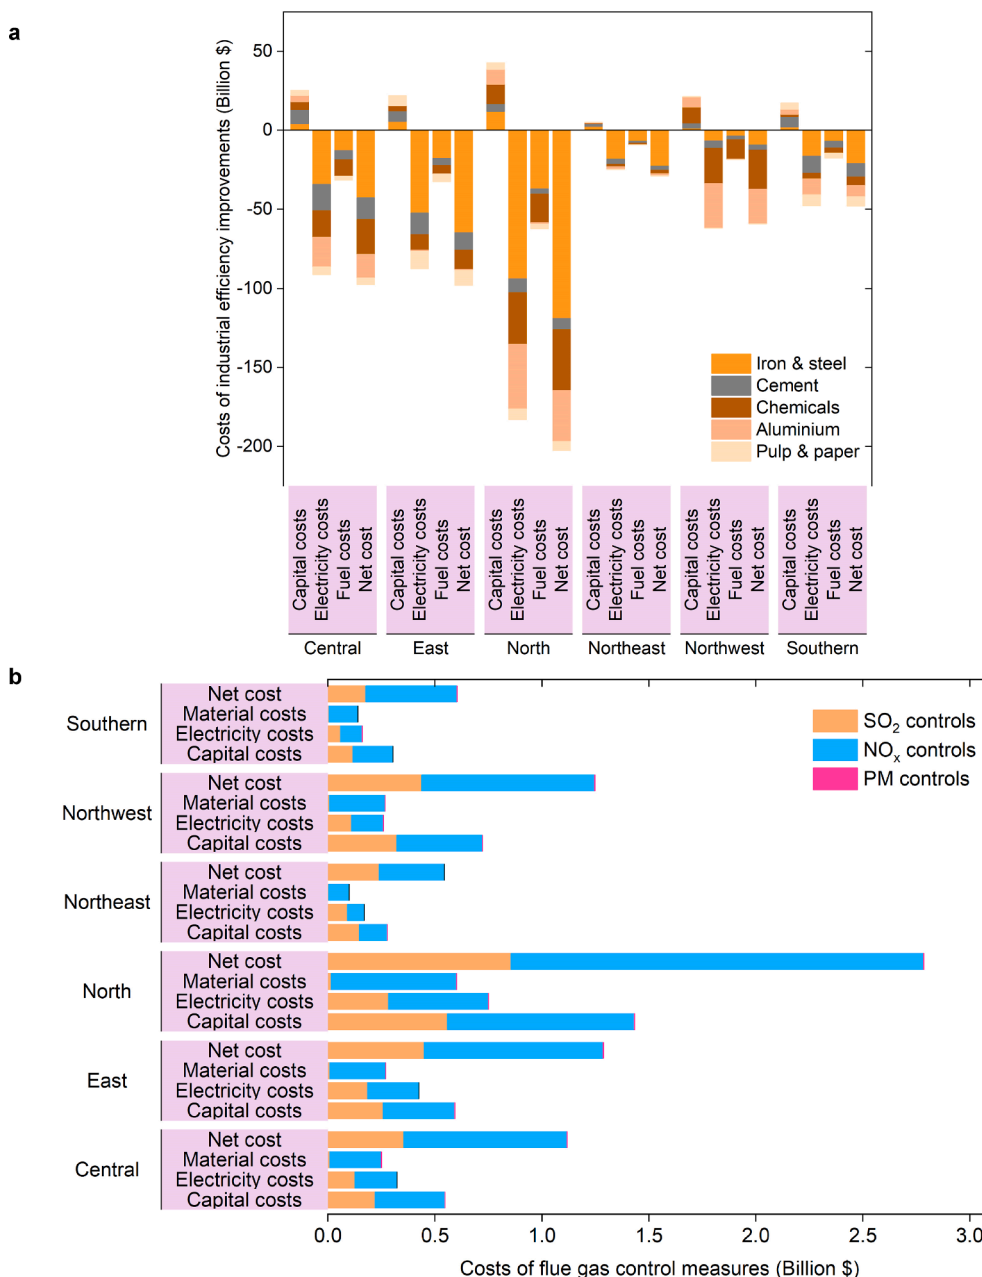 a
Costs of industrial efficiency improvements (Billion $)
50
0
-50
-100
-150
-200
Iron & steel
Cement
Chemicals
Aluminium
Pulp & paper
Capital costs
Electricity costs
Fuel costs
Net cost
Capital costs
Electricity costs
Fuel costs
Net cost
Capital costs
Electricity costs
Fuel costs
Net cost
Capital costs
Electricity costs
Fuel costs
Net cost
Capital costs
Electricity costs
Fuel costs
Net cost
Capital costs
Electricity costs
Fuel costs
Net cost
Central East North Northeast Northwest Southern
b
Southern
Net cost
Material costs
Electricity costs
Capital costs
Northwest
Net cost
Material costs
Electricity costs
Capital costs
Northeast
Net cost
Material costs
Electricity costs
Capital costs
North
Net cost
Material costs
Electricity costs
Capital costs
East
Net cost
Material costs
Electricity costs
Capital costs
Central
Net cost
Material costs
Electricity costs
Capital costs
SO₂ controls
NOₓ controls
PM controls
0.0 0.5 1.0 1.5 2.0 2.5 3.0
Costs of flue gas control measures (Billion $)